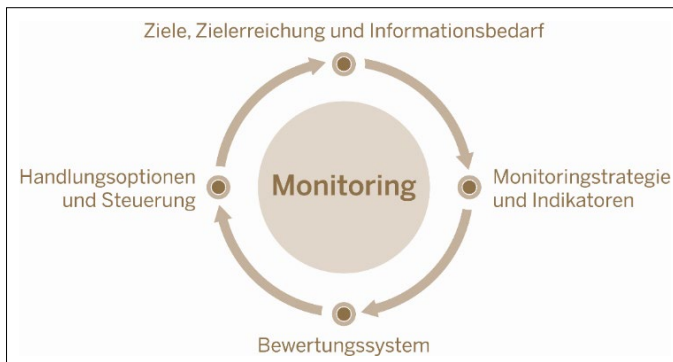 Ziele, Zielerreichung und Informationsbedarf
Handlungsoptionen
und Steuerung
Monitoring
Monitoringstrategie
und Indikatoren
Bewertungssystem